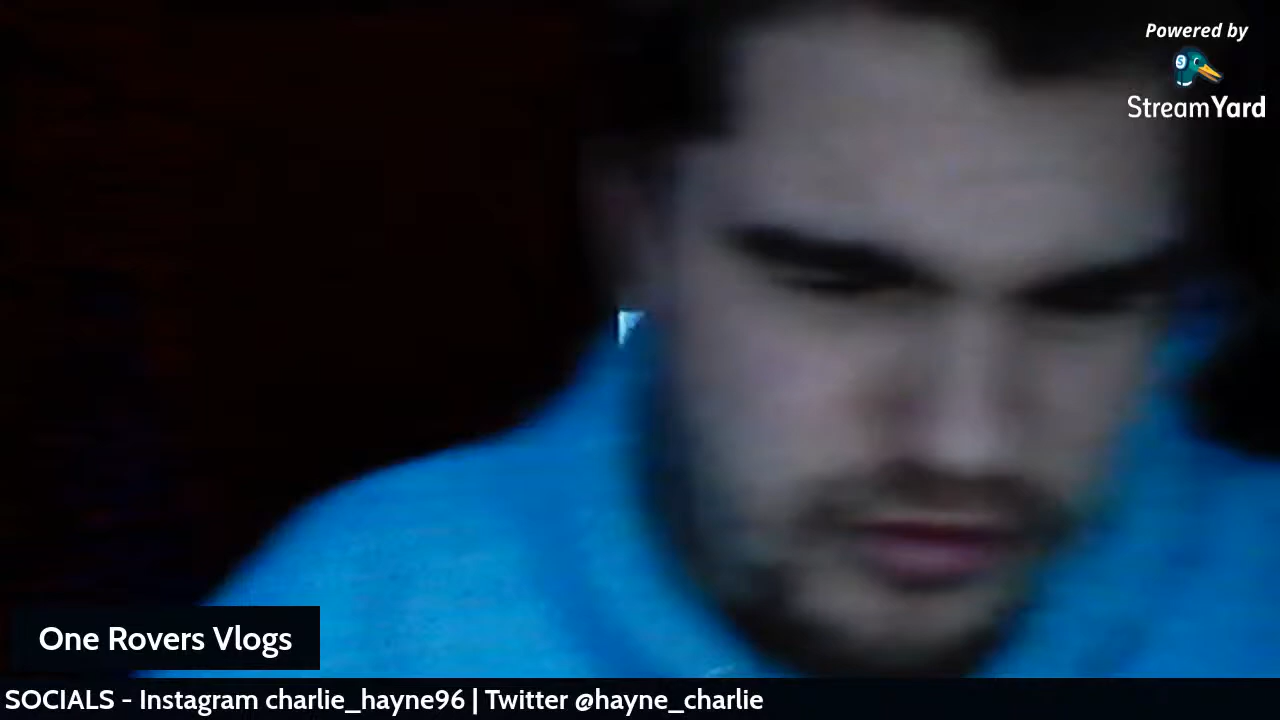 Powered by
S
StreamYard
One Rovers Vlogs
SOCIALS - Instagram charlie_hayne96 | Twitter @hayne_charlie